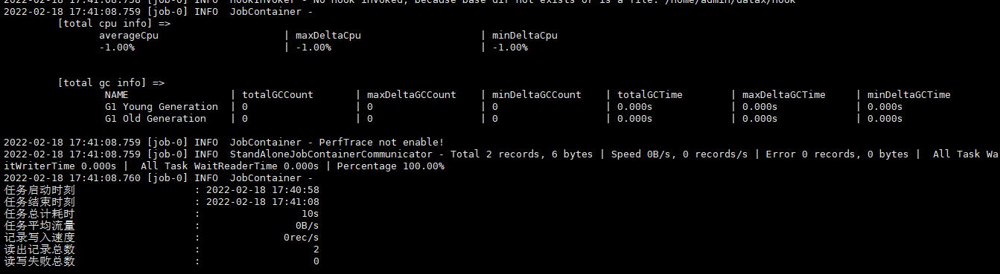 2022-02-18 17:41:08.758 [job-0] INFO  HookInvoker - No hook invoked, because base dir not exists or is a file: /home/admin/datax/hook
2022-02-18 17:41:08.759 [job-0] INFO  JobContainer -
[total cpu info] =>
averageCpu | maxDeltaCpu | minDeltaCpu
-1.00% | -1.00% | -1.00%
[total gc info] =>
NAME | totalGCCount | maxDeltaGCCount | minDeltaGCCount | totalGCTime | maxDeltaGCTime | minDeltaGCTime
G1 Young Generation | 0 | 0 | 0 | 0.000s | 0.000s | 0.000s
G1 Old Generation | 0 | 0 | 0 | 0.000s | 0.000s | 0.000s
2022-02-18 17:41:08.759 [job-0] INFO  JobContainer - PerfTrace not enable!
2022-02-18 17:41:08.759 [job-0] INFO  StandAloneJobContainerCommunicator - Total 2 records, 6 bytes | Speed 0B/s, 0 records/s | Error 0 records, 0 bytes |  All Task Wa
itWriterTime 0.000s |  All Task WaitReaderTime 0.000s | Percentage 100.00%
2022-02-18 17:41:08.760 [job-0] INFO  JobContainer -
任务启动时刻 : 2022-02-18 17:40:58
任务结束时刻 : 2022-02-18 17:41:08
任务总计耗时 : 10s
任务平均流量 : 0B/s
记录写入速度 : 0rec/s
读出记录总数 : 2
读写失败总数 : 0